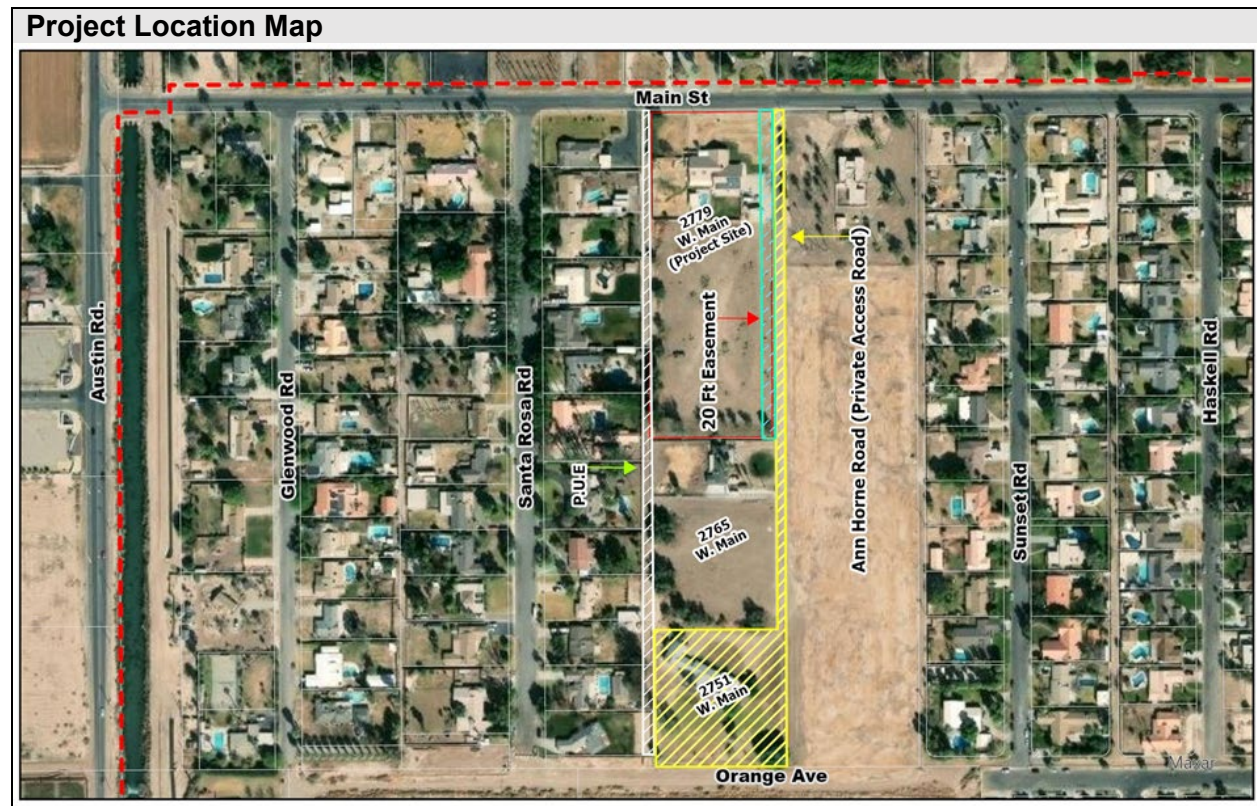 Project Location Map
Main St
2779
W. Main
(Project Site)
Austin Rd.
Glenwood Rd
Santa Rosa Rd
P.U.E
20 Ft Easement
Ann Horne Road (Private Access Road)
Sunset Rd
Haskell Rd
2765
W. Main
2751
W. Main
Orange Ave
Maxar